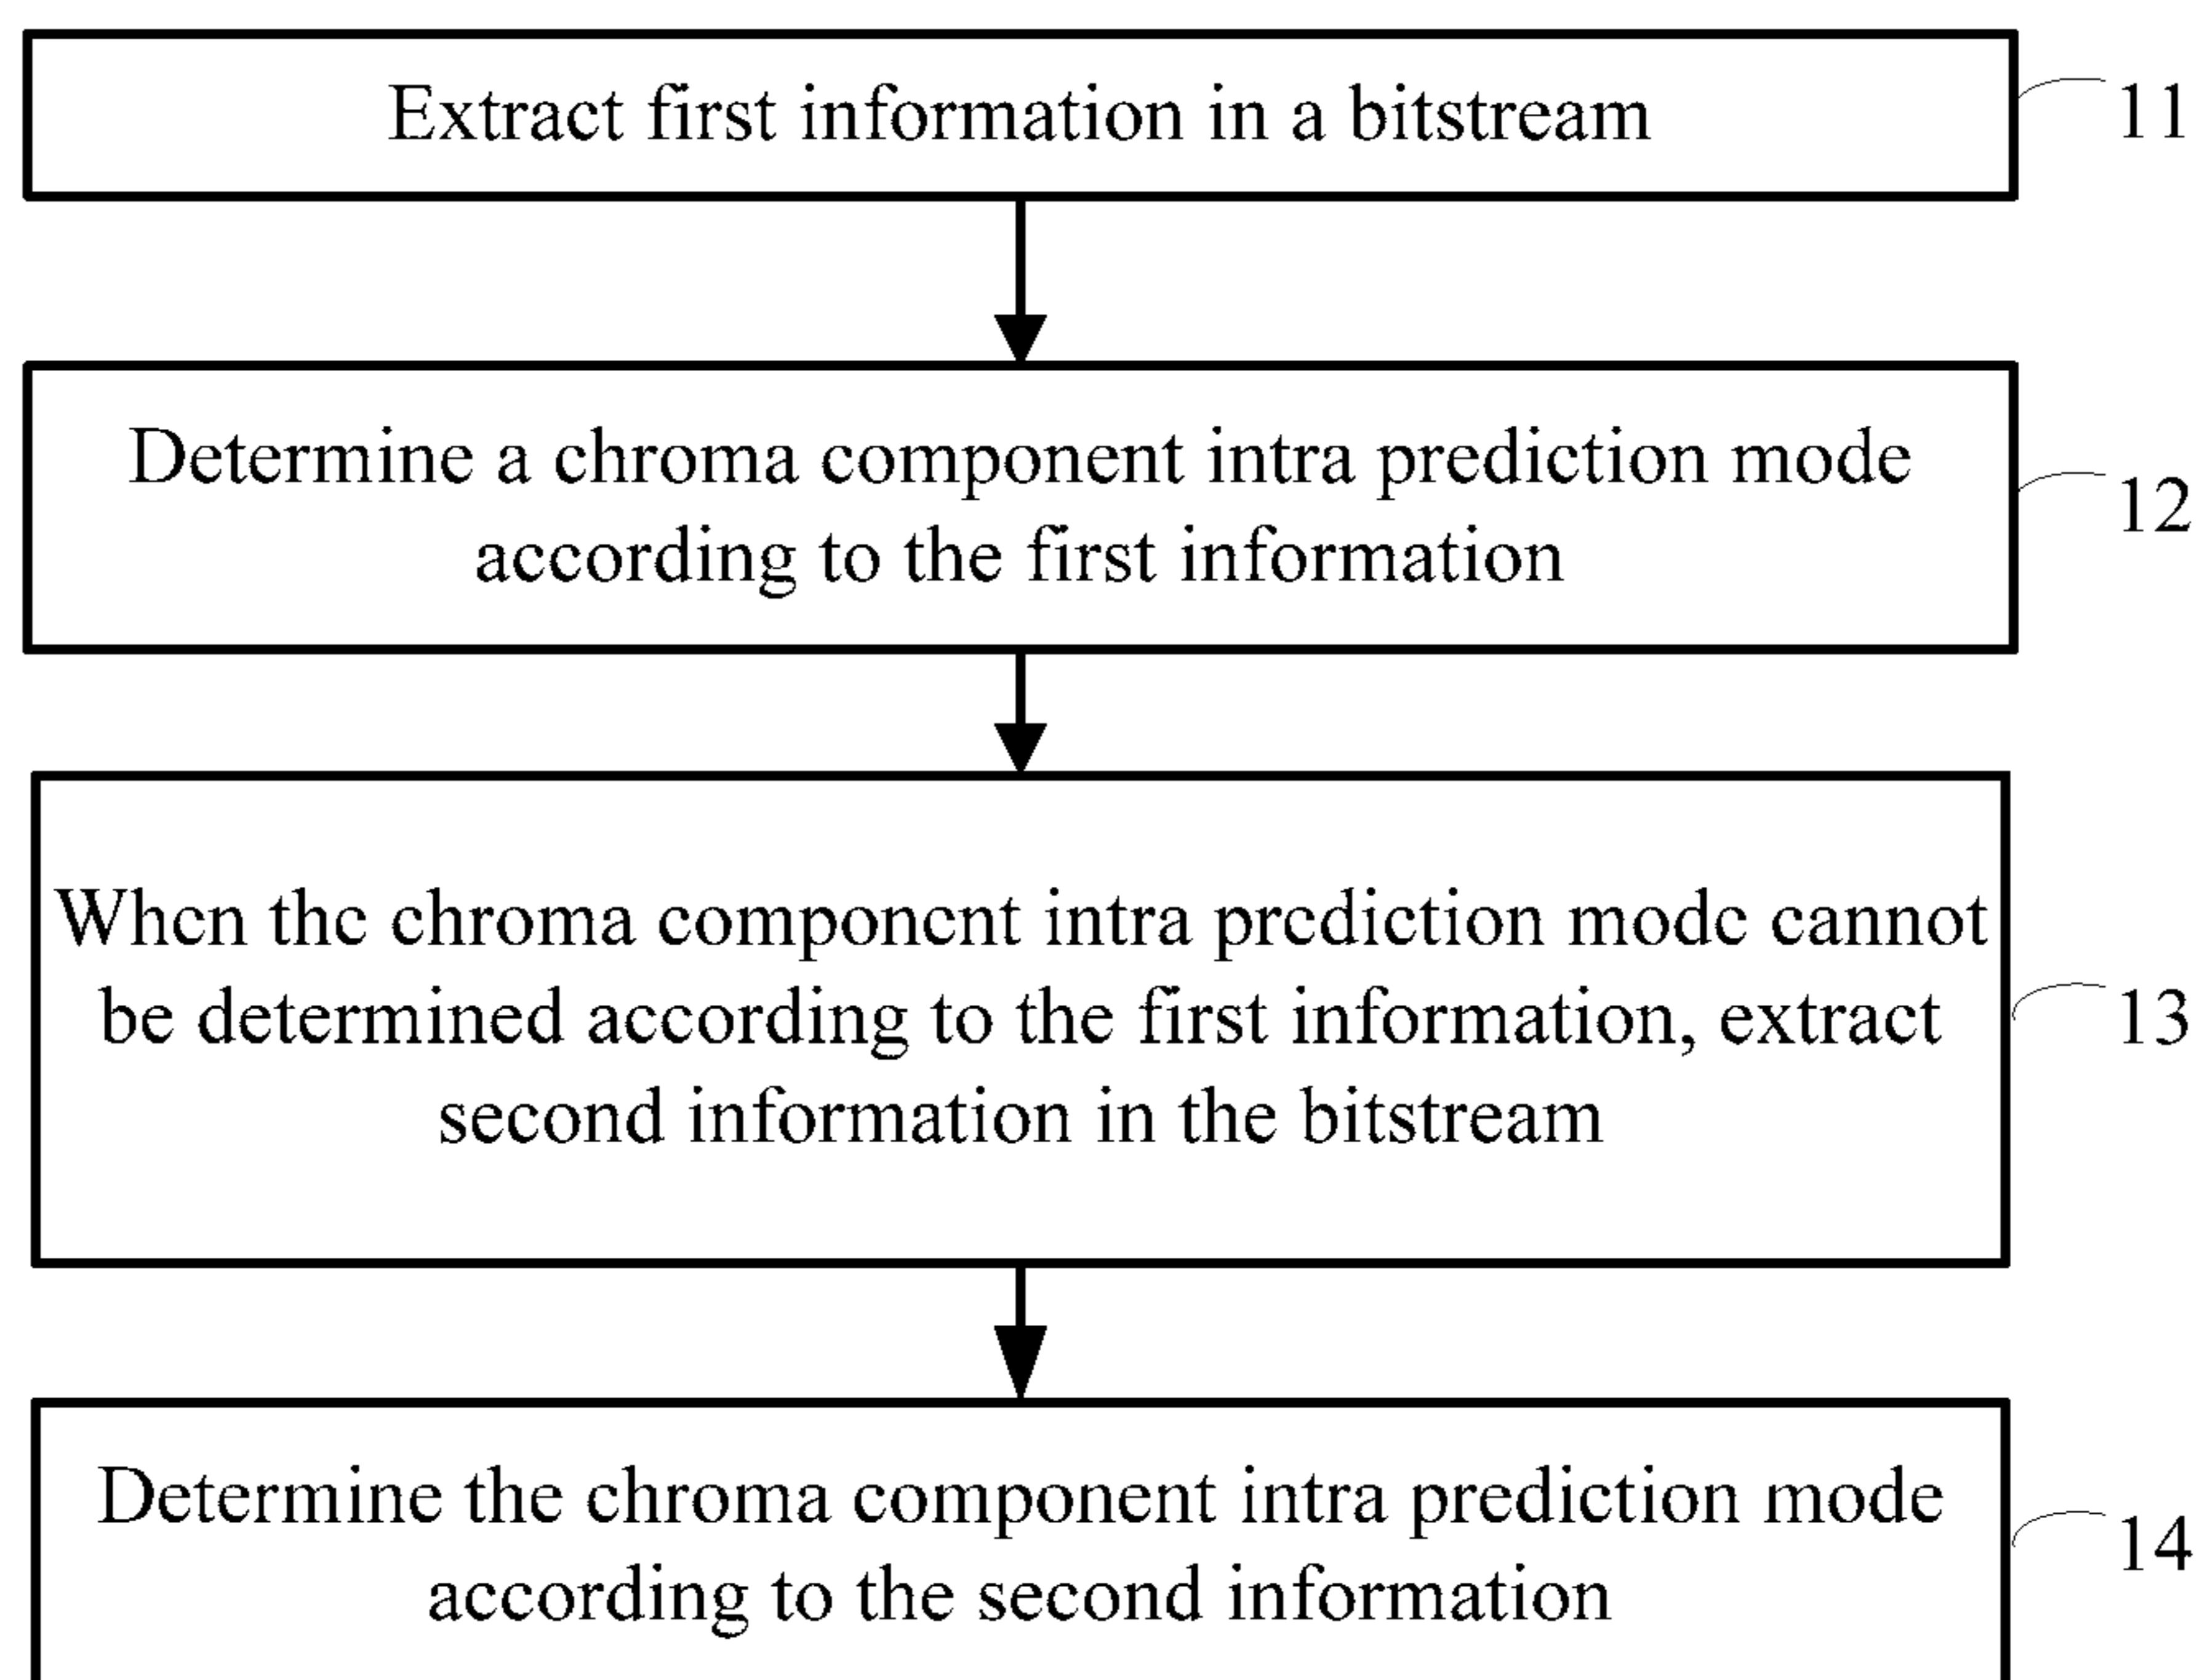 Extract first information in a bitstream
11
Determine a chroma component intra prediction mode
according to the first information
12
When the chroma component intra prediction mode cannot
be determined according to the first information, extract
second information in the bitstream
13
Determine the chroma component intra prediction mode
according to the second information
14